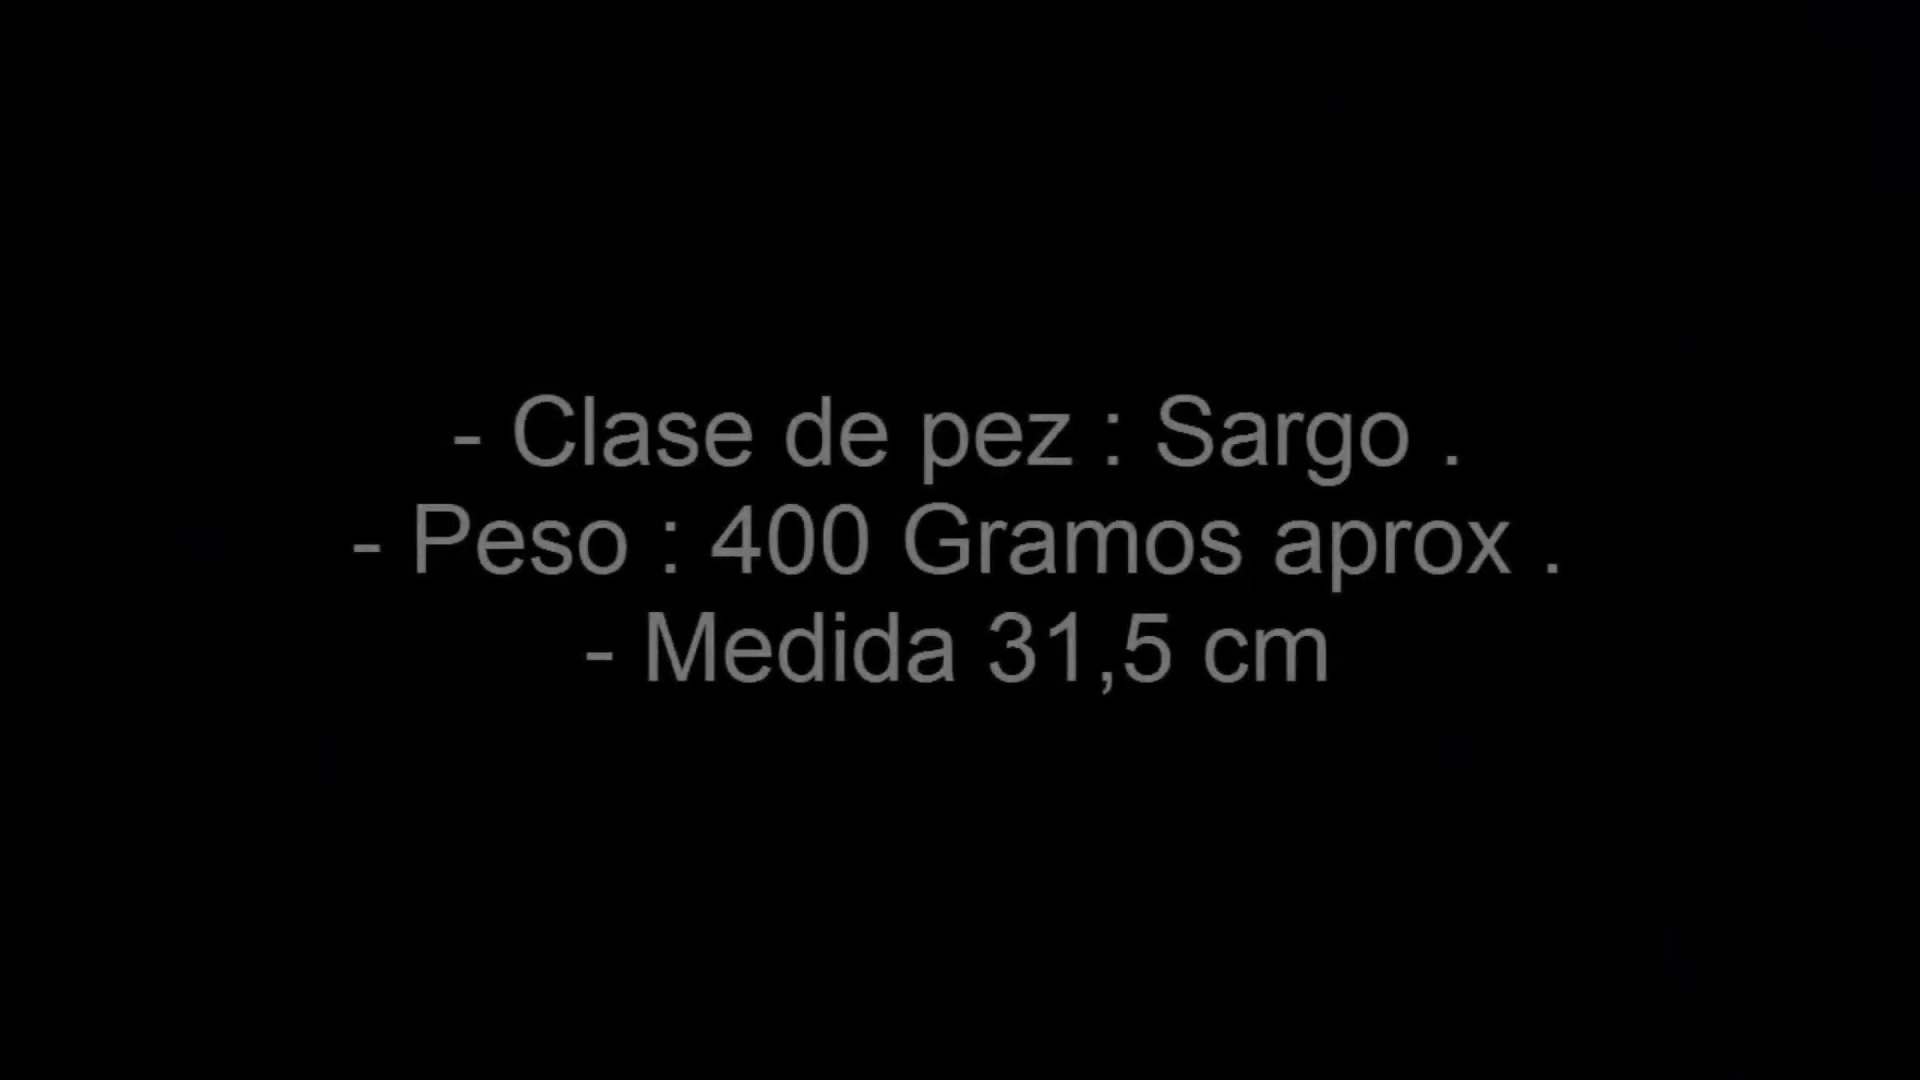 - Clase de pez : Sargo .
- Peso : 400 Gramos aprox .
- Medida 31,5 cm